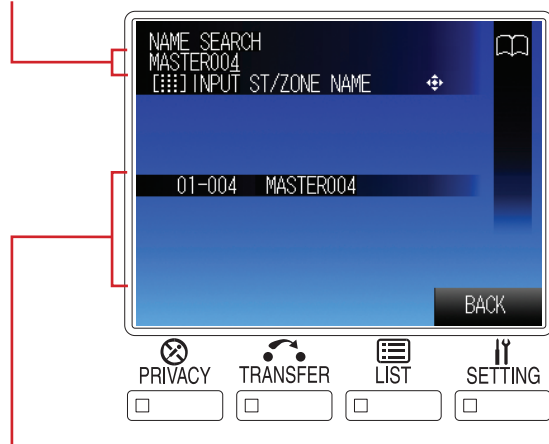 NAME SEARCH
MASTER004
[⁝⁝⁝] INPUT ST/ZONE NAME
01-004 MASTER004
BACK
PRIVACY TRANSFER LIST SETTING